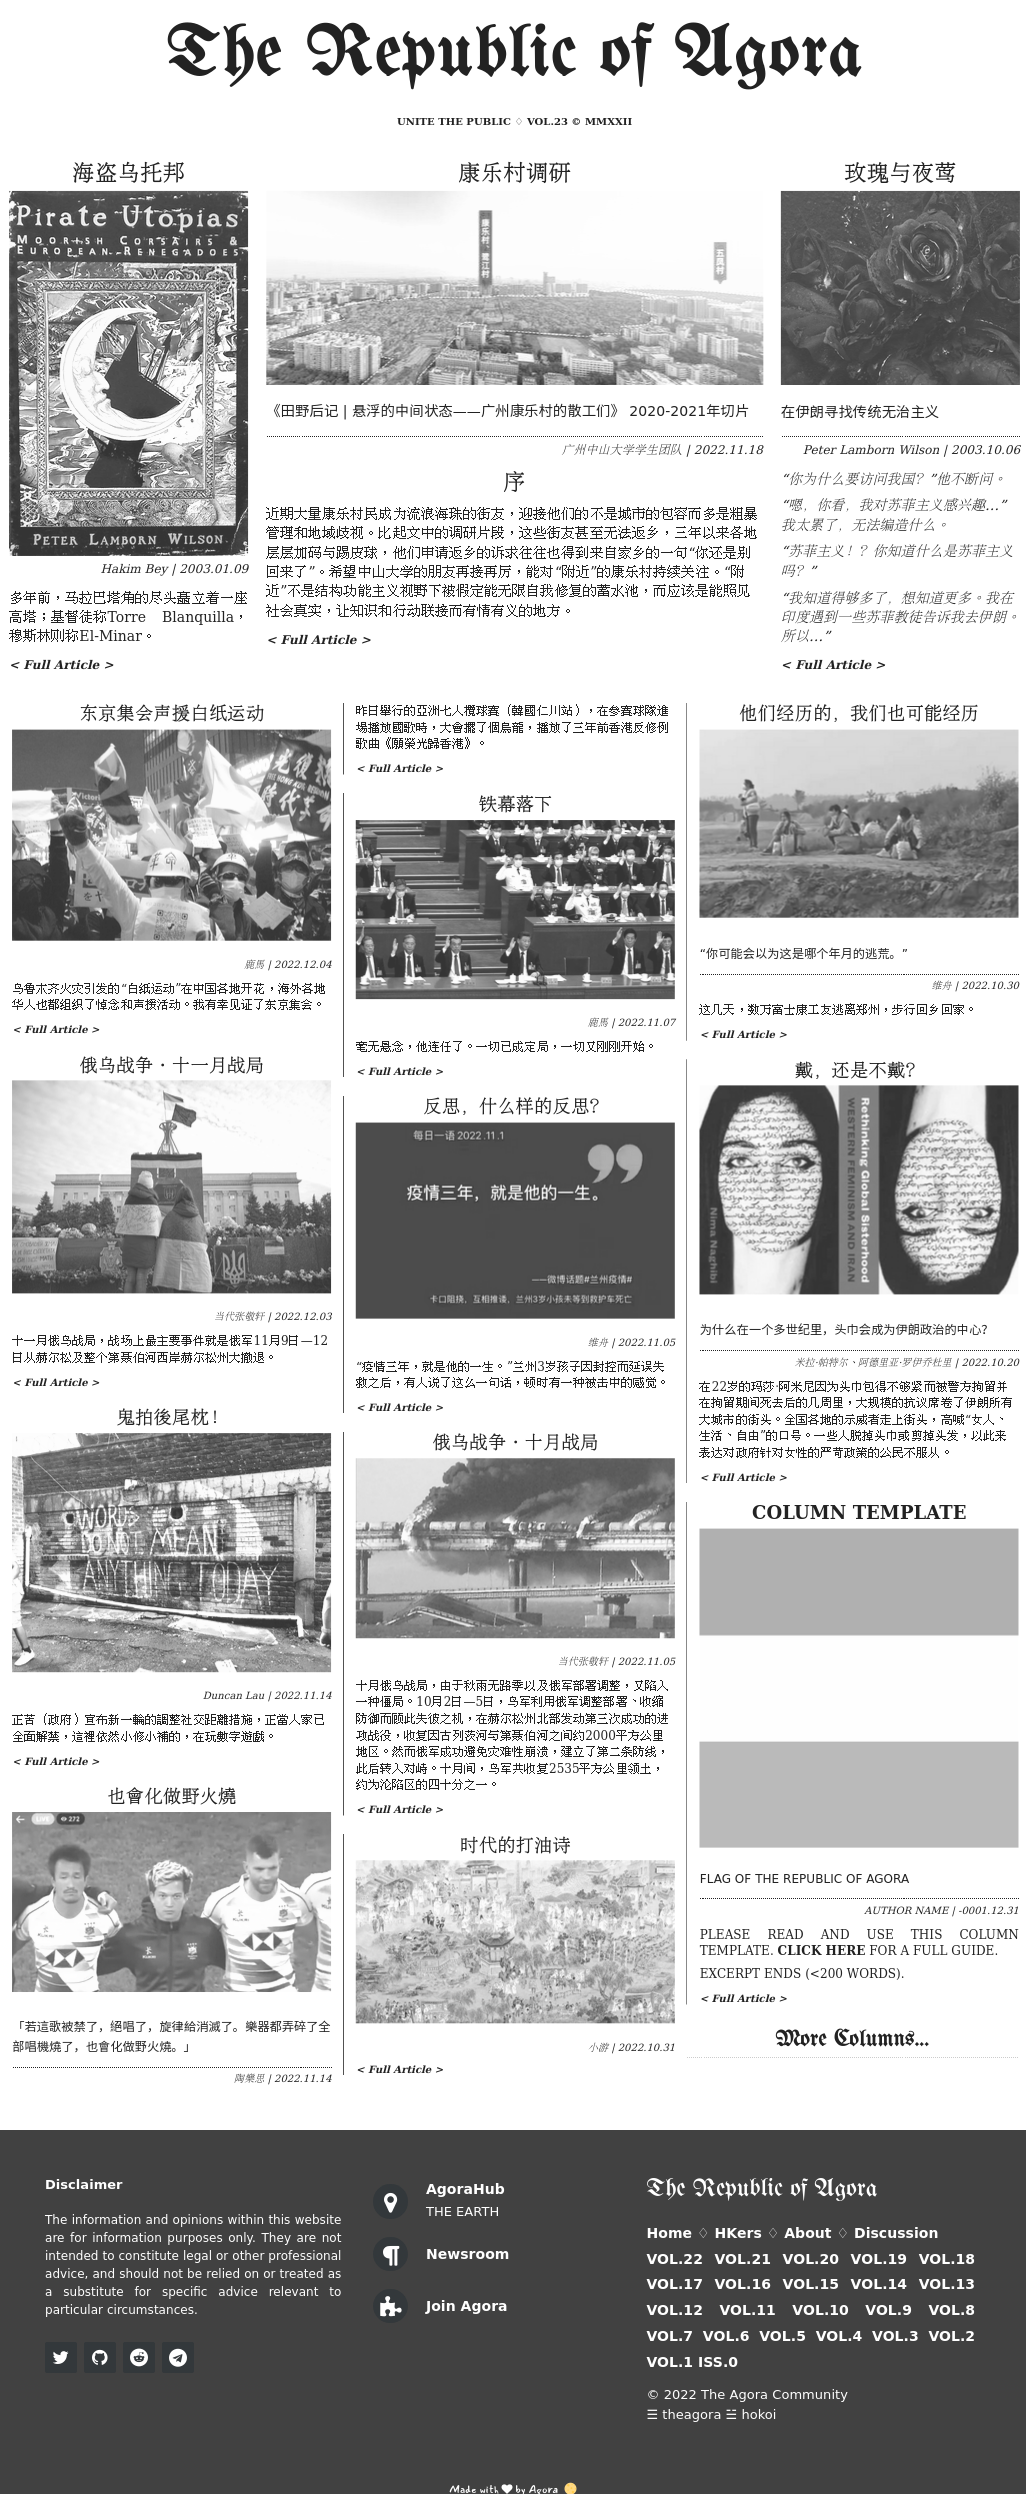 The Republic of Agora
UNITE THE PUBLIC ♢ VOL.23 © MMXXII
海盗乌托邦
Pirate Utopias
MOORISH CORSAIRS &
EUROPEAN RENEGADOES
PETER LAMBORN WILSON
Hakim Bey | 2003.01.09
多年前，马拉巴塔角的尽头矗立着一座
高塔；基督徒称Torre Blanquilla，
穆斯林则称El-Minar。
< Full Article >
康乐村调研
康乐村、鹭江村
《田野后记 | 悬浮的中间状态——广州康乐村的散工们》 2020-2021年切片
广州中山大学学生团队 | 2022.11.18
序
近期大量康乐村民成为流浪海珠的街友，迎接他们的不是城市的包容而多是粗暴
管理和地域歧视。比起文中的调研片段，这些街友甚至无法返乡，三年以来各地
层层加码与踢皮球，他们申请返乡的诉求往往也得到来自家乡的一句“你还是别
回来了”。希望中山大学的朋友再接再厉，能对“附近”的康乐村持续关注。“附
近”不是结构功能主义视野下被假定能无限自我修复的蓄水池，而应该是能照见
社会真实，让知识和行动联接而有情有义的地方。
< Full Article >
玫瑰与夜莺
在伊朗寻找传统无治主义
Peter Lamborn Wilson | 2003.10.06
“你为什么要访问我国？”他不断问。
“嗯，你看，我对苏菲主义感兴趣…”
我太累了，无法编造什么。
“苏菲主义！？你知道什么是苏菲主义
吗？”
“我知道得够多了，想知道更多。我在
印度遇到一些苏菲教徒告诉我去伊朗。
所以…”
< Full Article >
东京集会声援白纸运动
鹿馬 | 2022.12.04
乌鲁木齐火灾引发的“白纸运动”在中国各地开花，海外各地
华人也都组织了悼念和声援活动。我有幸见证了东京集会。
< Full Article >
俄乌战争・十一月战局
当代张敬轩 | 2022.12.03
十一月俄乌战局，战场上最主要事件就是俄军11月9日—12
日从赫尔松及整个第聂伯河西岸赫尔松州大撤退。
< Full Article >
鬼拍後尾枕！
WORDS
DO NOT MEAN
ANYTHING TODAY
Duncan Lau | 2022.11.14
正苦（政府）宣布新一輪的調整社交距離措施，正當人家已
全面解禁，這裡依然小修小補的，在玩數字遊戲。
< Full Article >
也會化做野火燒
LIVE
272
「若這歌被禁了，絕唱了，旋律給消滅了。樂器都弄碎了全
部唱機燒了，也會化做野火燒。」
陶樂思 | 2022.11.14
昨日舉行的亞洲七人欖球賽（韓國仁川站），在參賽球隊進
場播放國歌時，大會擺了個烏龍，播放了三年前香港反修例
歌曲《願榮光歸香港》。
< Full Article >
铁幕落下
鹿馬 | 2022.11.07
毫无悬念，他连任了。一切已成定局，一切又刚刚开始。
< Full Article >
反思，什么样的反思？
每日一语 2022.11.1
疫情三年，就是他的一生。
——微博话题#兰州疫情#
卡口阻挠，互相推诿，兰州3岁小孩未等到救护车死亡
维舟 | 2022.11.05
“疫情三年，就是他的一生。”兰州3岁孩子因封控而延误失
救之后，有人说了这么一句话，顿时有一种被击中的感觉。
< Full Article >
俄乌战争・十月战局
当代张敬轩 | 2022.11.05
十月俄乌战局，由于秋雨无路季以及俄军部署调整，又陷入
一种僵局。10月2日—5日，乌军利用俄军调整部署、收缩
防御而顾此失彼之机，在赫尔松州北部发动第三次成功的进
攻战役，收复因古列茨河与第聂伯河之间约2000平方公里
地区。然而俄军成功避免灾难性崩溃，建立了第二条防线，
此后转入对峙。十月间，乌军共收复2535平方公里领土，
约为沦陷区的四十分之一。
< Full Article >
时代的打油诗
小游 | 2022.10.31
< Full Article >
他们经历的，我们也可能经历
“你可能会以为这是哪个年月的逃荒。”
维舟 | 2022.10.30
这几天，数万富士康工友逃离郑州，步行回乡回家。
< Full Article >
戴，还是不戴？
Rethinking Global Sisterhood
WESTERN FEMINISM AND IRAN
Nima Naghibi
为什么在一个多世纪里，头巾会成为伊朗政治的中心？
米拉·帕特尔、阿德里亚·罗伊乔杜里 | 2022.10.20
在22岁的玛莎·阿米尼因为头巾包得不够紧而被警方拘留并
在拘留期间死去后的几周里，大规模的抗议席卷了伊朗所有
大城市的街头。全国各地的示威者走上街头，高喊“女人、
生活、自由”的口号。一些人脱掉头巾或剪掉头发，以此来
表达对政府针对女性的严苛政策的公民不服从。
< Full Article >
COLUMN TEMPLATE
FLAG OF THE REPUBLIC OF AGORA
AUTHOR NAME | -0001.12.31
PLEASE READ AND USE THIS COLUMN
TEMPLATE. CLICK HERE FOR A FULL GUIDE.
EXCERPT ENDS (<200 WORDS).
< Full Article >
More Columns...
Disclaimer
The information and opinions within this website
are for information purposes only. They are not
intended to constitute legal or other professional
advice, and should not be relied on or treated as
a substitute for specific advice relevant to
particular circumstances.
AgoraHub
THE EARTH
Newsroom
Join Agora
The Republic of Agora
Home ♢ HKers ♢ About ♢ Discussion
VOL.22 VOL.21 VOL.20 VOL.19 VOL.18
VOL.17 VOL.16 VOL.15 VOL.14 VOL.13
VOL.12 VOL.11 VOL.10 VOL.9 VOL.8
VOL.7 VOL.6 VOL.5 VOL.4 VOL.3 VOL.2
VOL.1 ISS.0
© 2022 The Agora Community
☰ theagora ☱ hokoi
Made with ♥ by Agora